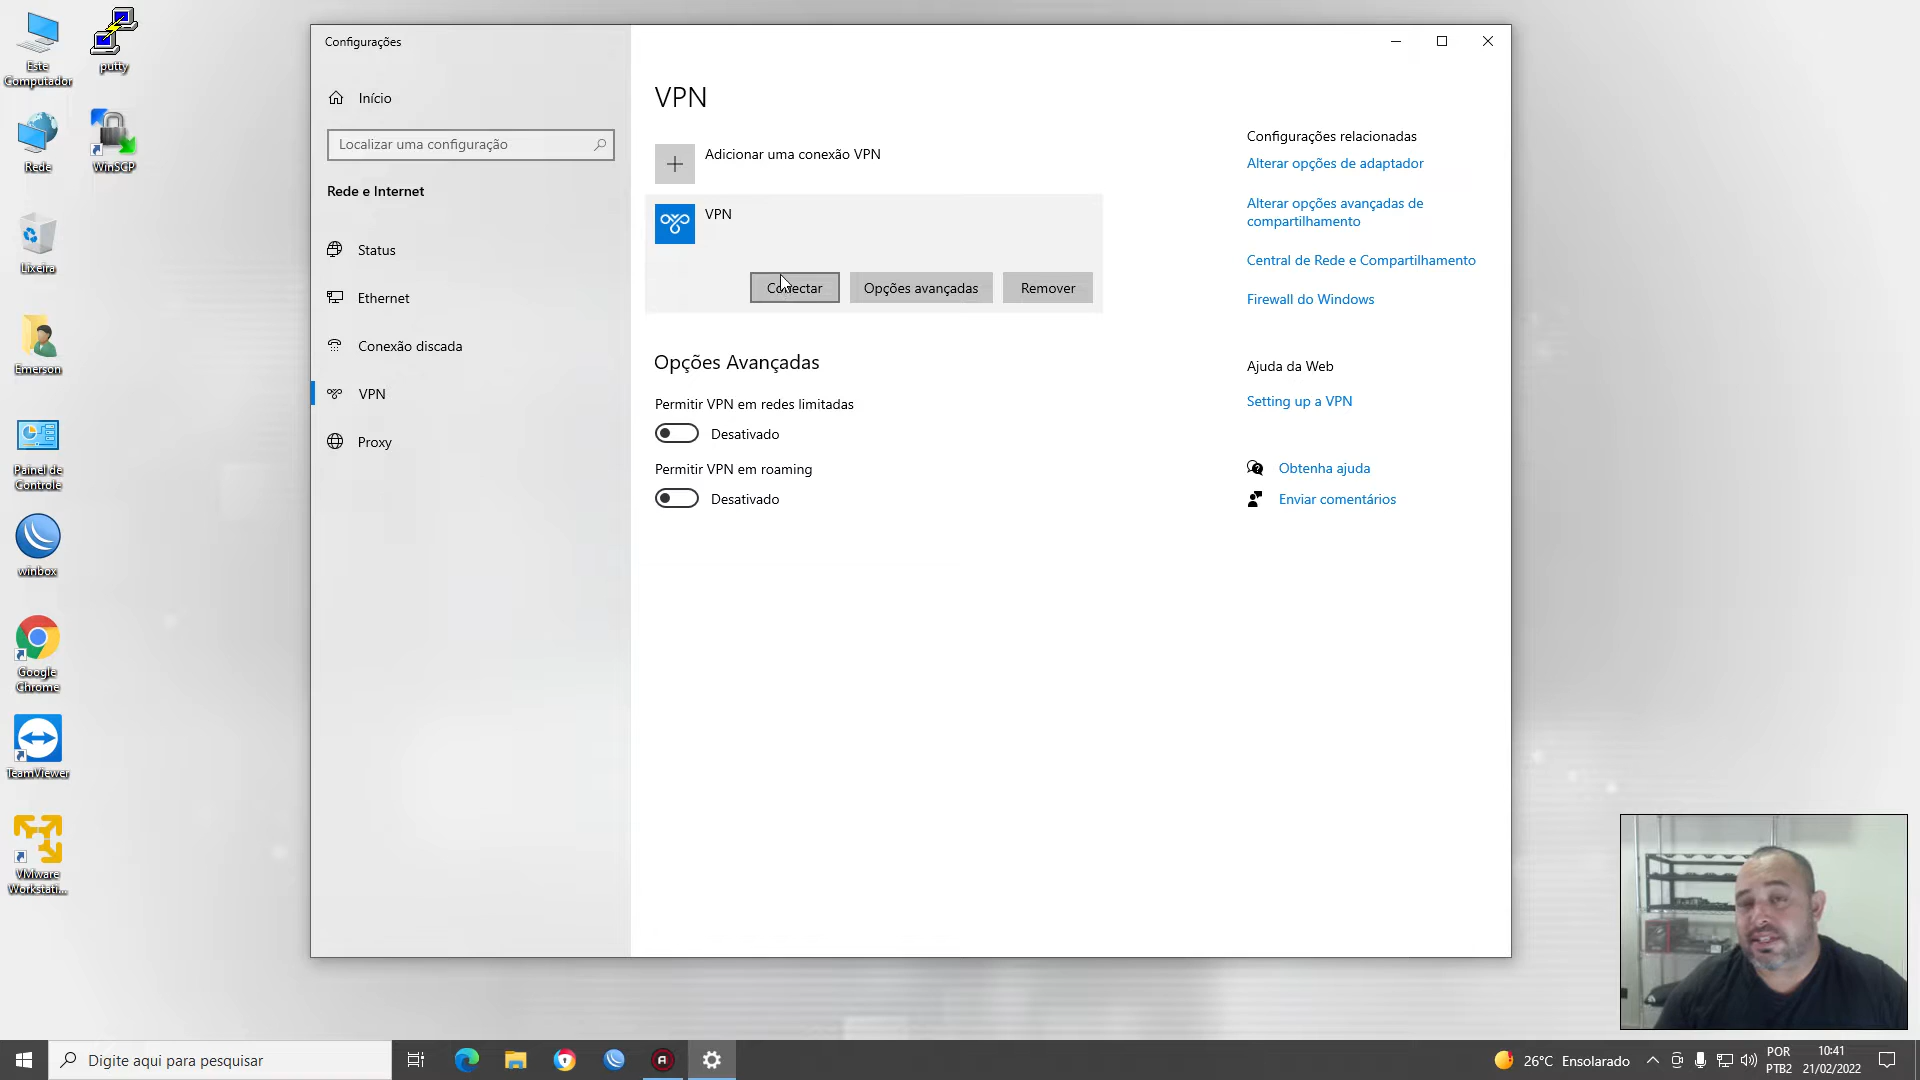 Este
Computador
putty
Rede
WinSCP
Lixeira
Emerson
Painel de
Controle
winbox
Google
Chrome
TeamViewer
VMware
Workstati...
Configurações
Início
Localizar uma configuração
Rede e Internet
Status
Ethernet
Conexão discada
VPN
Proxy
VPN
Adicionar uma conexão VPN
VPN
Conectar
Opções avançadas
Remover
Opções Avançadas
Permitir VPN em redes limitadas
Desativado
Permitir VPN em roaming
Desativado
Configurações relacionadas
Alterar opções de adaptador
Alterar opções avançadas de
compartilhamento
Central de Rede e Compartilhamento
Firewall do Windows
Ajuda da Web
Setting up a VPN
Obtenha ajuda
Enviar comentários
Digite aqui para pesquisar
26°C Ensolarado
POR
PTB2
10:41
21/02/2022